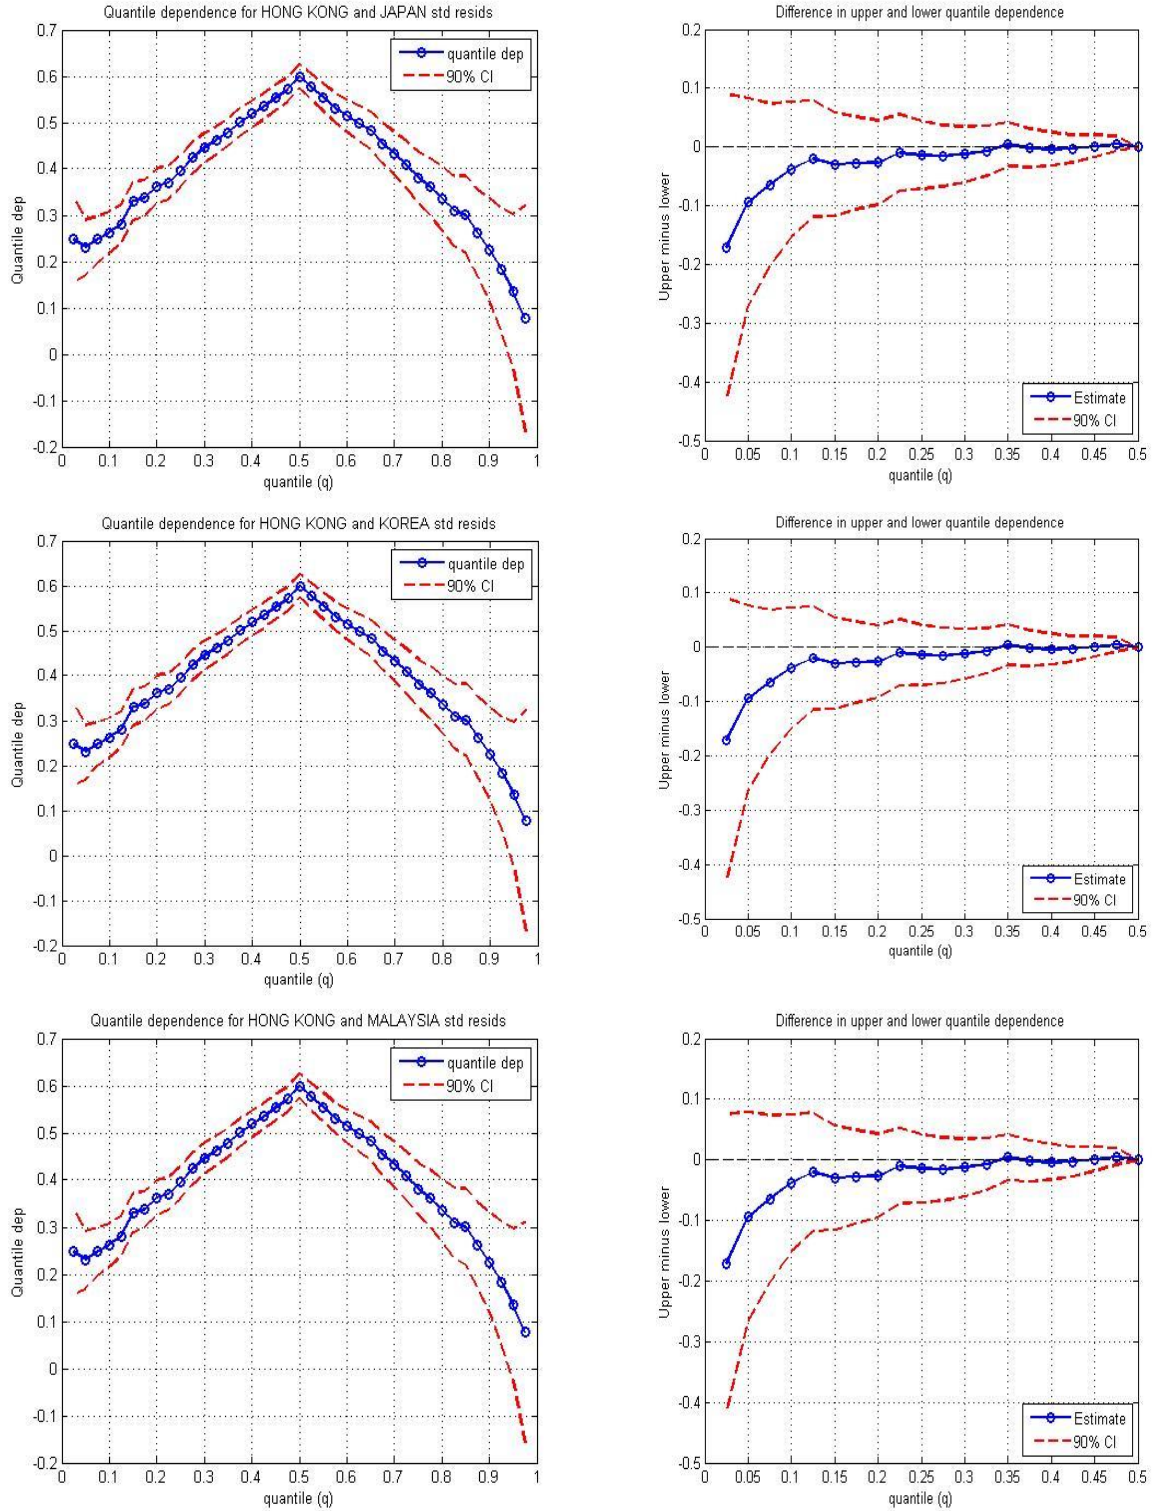 Quantile dependence for HONG KONG and JAPAN std resids
0.7
0.6
0.5
0.4
0.3
0.2
0.1
0
-0.1
-0.2
Quantile dep
quantile dep
90% CI
0 0.1 0.2 0.3 0.4 0.5 0.6 0.7 0.8 0.9 1
quantile (q)
Difference in upper and lower quantile dependence
0.2
0.1
0
-0.1
-0.2
-0.3
-0.4
-0.5
Upper minus lower
Estimate
90% CI
0 0.05 0.1 0.15 0.2 0.25 0.3 0.35 0.4 0.45 0.5
quantile (q)
Quantile dependence for HONG KONG and KOREA std resids
0.7
0.6
0.5
0.4
0.3
0.2
0.1
0
-0.1
-0.2
Quantile dep
quantile dep
90% CI
0 0.1 0.2 0.3 0.4 0.5 0.6 0.7 0.8 0.9 1
quantile (q)
Difference in upper and lower quantile dependence
0.2
0.1
0
-0.1
-0.2
-0.3
-0.4
-0.5
Upper minus lower
Estimate
90% CI
0 0.05 0.1 0.15 0.2 0.25 0.3 0.35 0.4 0.45 0.5
quantile (q)
Quantile dependence for HONG KONG and MALAYSIA std resids
0.7
0.6
0.5
0.4
0.3
0.2
0.1
0
-0.1
-0.2
Quantile dep
quantile dep
90% CI
0 0.1 0.2 0.3 0.4 0.5 0.6 0.7 0.8 0.9 1
quantile (q)
Difference in upper and lower quantile dependence
0.2
0.1
0
-0.1
-0.2
-0.3
-0.4
-0.5
Upper minus lower
Estimate
90% CI
0 0.05 0.1 0.15 0.2 0.25 0.3 0.35 0.4 0.45 0.5
quantile (q)